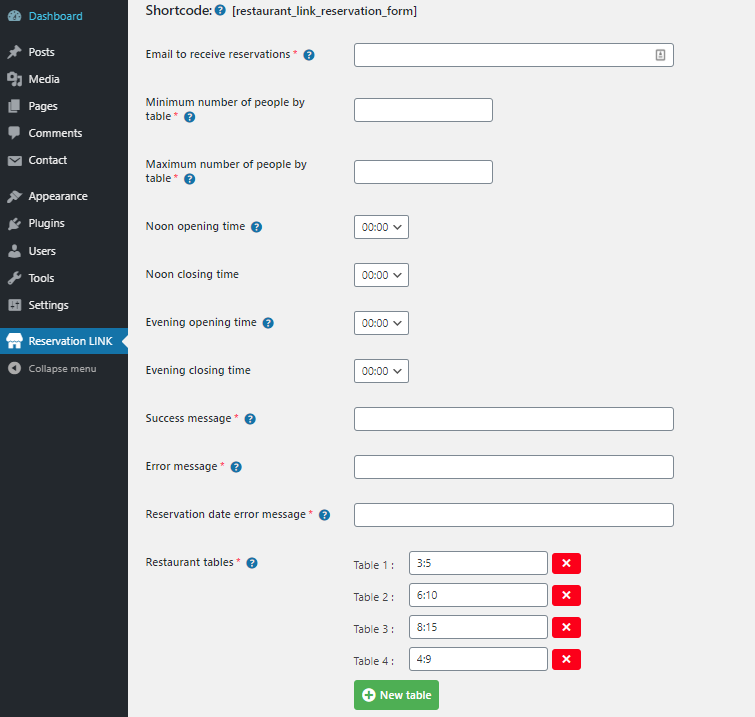 Dashboard
Posts
Media
Pages
Comments
Contact
Appearance
Plugins
Users
Tools
Settings
Reservation LINK
Collapse menu
Shortcode: ? [restaurant_link_reservation_form]
Email to receive reservations * ?
Minimum number of people by
table * ?
Maximum number of people by
table * ?
Noon opening time ? 00:00
Noon closing time 00:00
Evening opening time ? 00:00
Evening closing time 00:00
Success message * ?
Error message * ?
Reservation date error message * ?
Restaurant tables * ?
Table 1 : 3:5
Table 2 : 6:10
Table 3 : 8:15
Table 4 : 4:9
New table